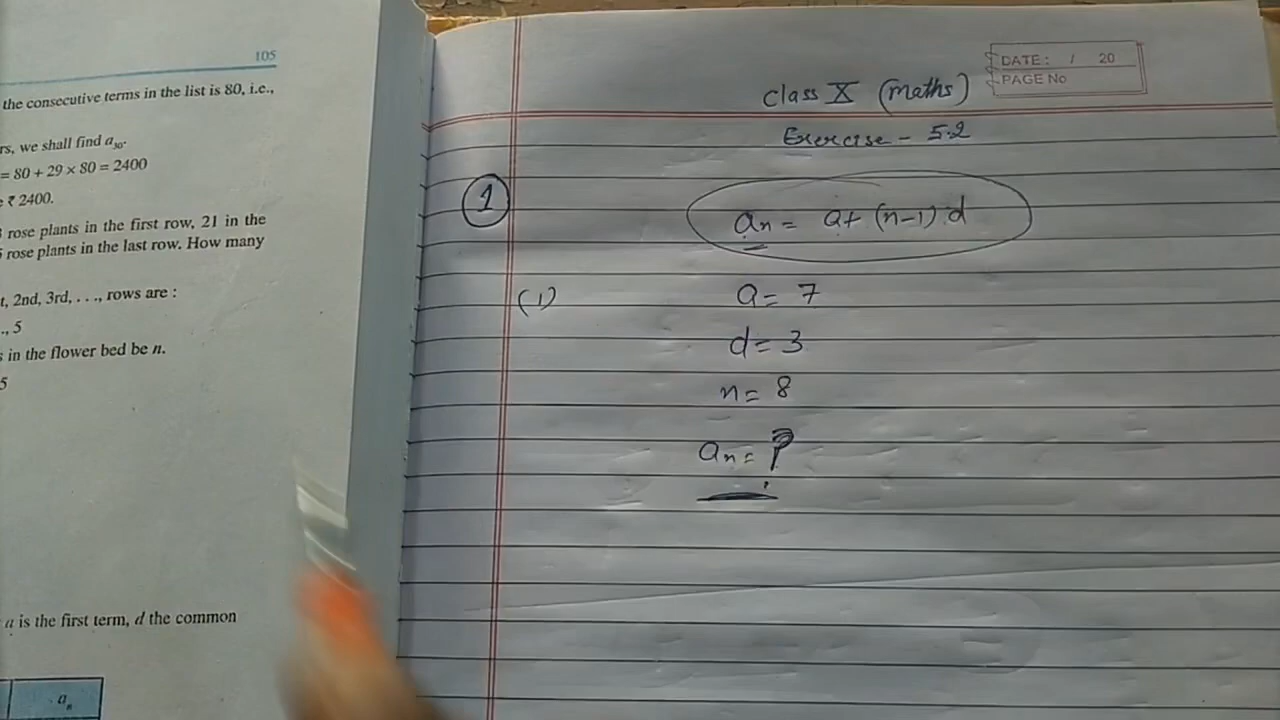 105
the consecutive terms in the list is 80, i.e.,
rs, we shall find a₃₀.
= 80 + 29 × 80 = 2400
₹ 2400.
rose plants in the first row, 21 in the
rose plants in the last row. How many
t, 2nd, 3rd, . . ., rows are :
., 5
in the flower bed be n.
5
a is the first term, d the common
aₙ
DATE : / 20
PAGE No
Class X (Maths)
Exercise - 5.2
1
aₙ = a+ (n-1) d
(i) a = 7
d = 3
n = 8
aₙ = ?